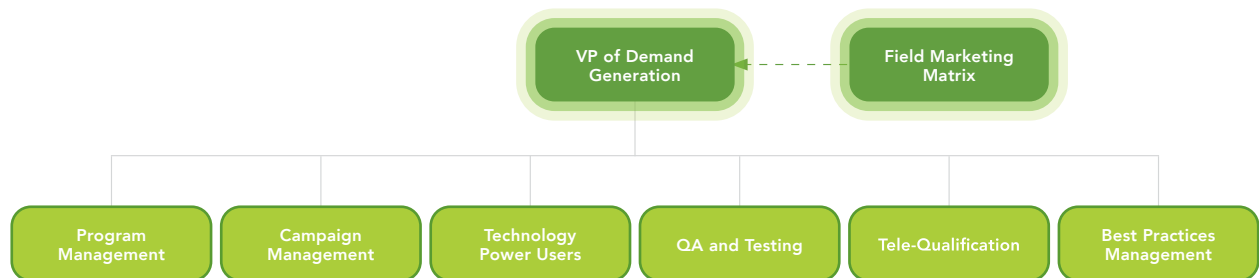 VP of Demand
Generation
Field Marketing
Matrix
Program
Management
Campaign
Management
Technology
Power Users
QA and Testing
Tele-Qualification
Best Practices
Management